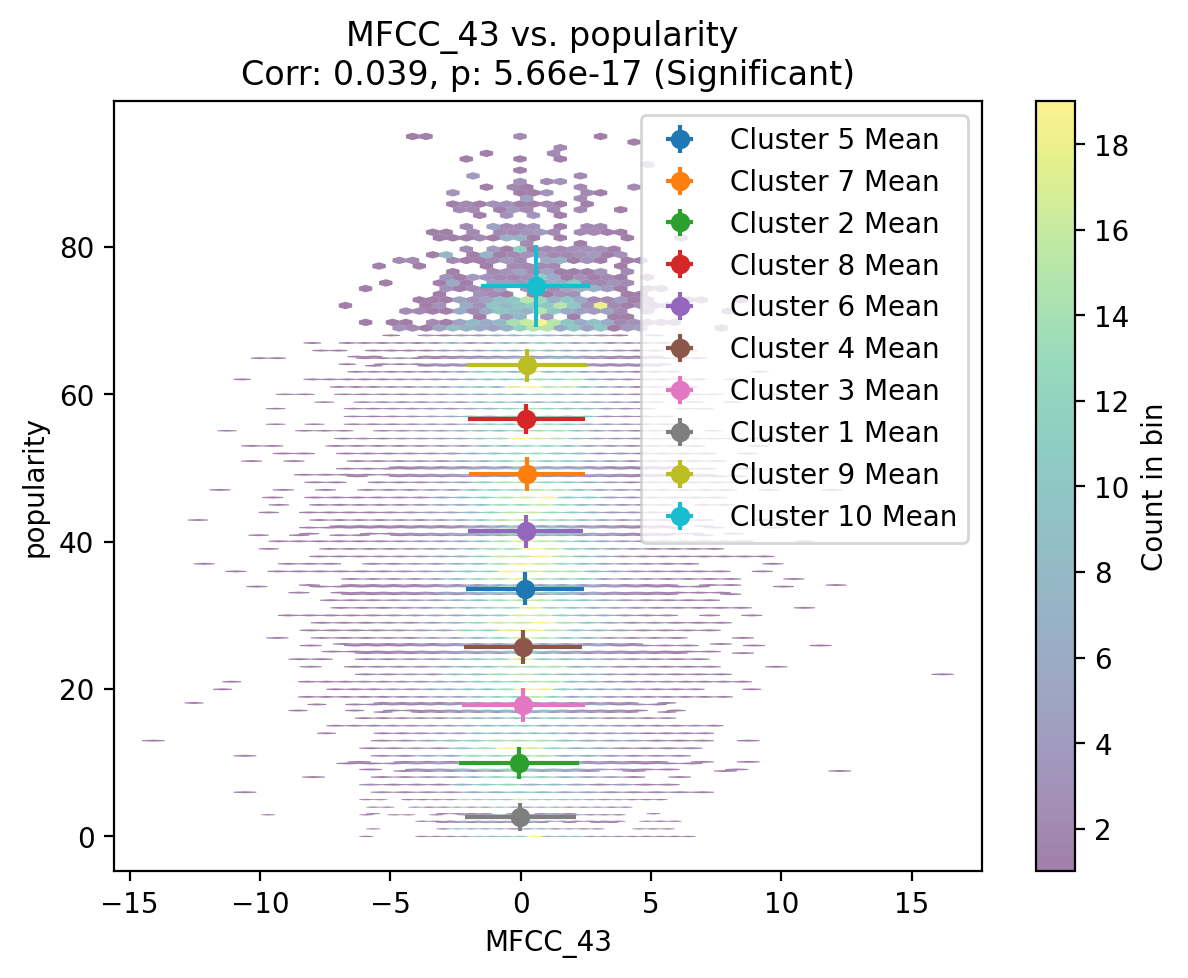 MFCC_43 vs. popularity
Corr: 0.039, p: 5.66e-17 (Significant)
Cluster 5 Mean
Cluster 7 Mean
Cluster 2 Mean
Cluster 8 Mean
Cluster 6 Mean
Cluster 4 Mean
Cluster 3 Mean
Cluster 1 Mean
Cluster 9 Mean
Cluster 10 Mean
popularity
80
60
40
20
0
−15
−10
−5
0
5
10
15
MFCC_43
18
16
14
12
10
8
6
4
2
Count in bin